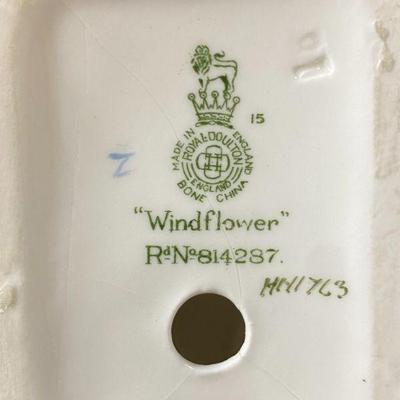 15
MADE IN ENGLAND
ROYAL DOULTON
ENGLAND
BONE CHINA
Z
"Windflower"
RdNo814287.
HN1763